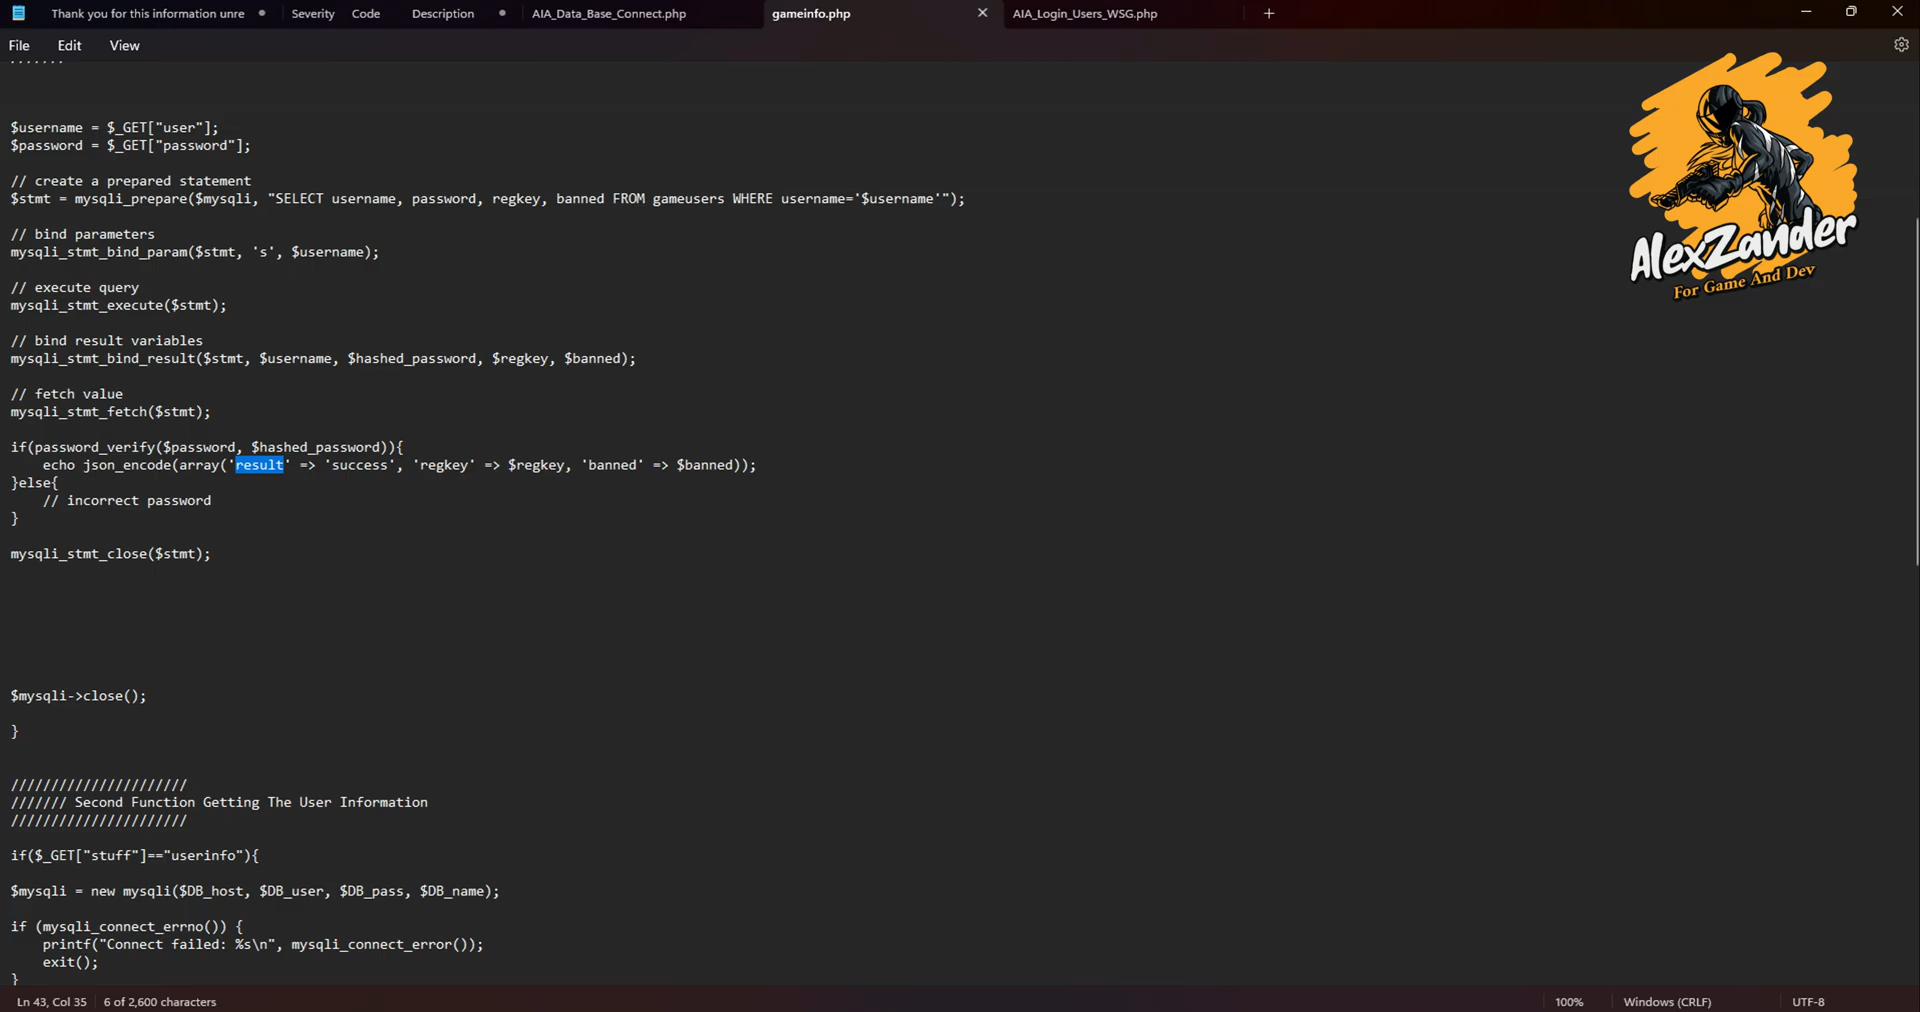 Thank you for this information unre
Severity Code Description
AIA_Data_Base_Connect.php
gameinfo.php
AIA_Login_Users_WSG.php
File Edit View
$username = $_GET["user"];
$password = $_GET["password"];
// create a prepared statement
$stmt = mysqli_prepare($mysqli, "SELECT username, password, regkey, banned FROM gameusers WHERE username='$username'");
// bind parameters
mysqli_stmt_bind_param($stmt, 's', $username);
// execute query
mysqli_stmt_execute($stmt);
// bind result variables
mysqli_stmt_bind_result($stmt, $username, $hashed_password, $regkey, $banned);
// fetch value
mysqli_stmt_fetch($stmt);
if(password_verify($password, $hashed_password)){
    echo json_encode(array('result' => 'success', 'regkey' => $regkey, 'banned' => $banned));
}else{
    // incorrect password
}
mysqli_stmt_close($stmt);
$mysqli->close();
}
//////////////////////
/////// Second Function Getting The User Information
//////////////////////
if($_GET["stuff"]=="userinfo"){
$mysqli = new mysqli($DB_host, $DB_user, $DB_pass, $DB_name);
if (mysqli_connect_errno()) {
    printf("Connect failed: %s\n", mysqli_connect_error());
    exit();
}
Ln 43, Col 35 6 of 2,600 characters
100% Windows (CRLF) UTF-8
AlexZander
For Game And Dev